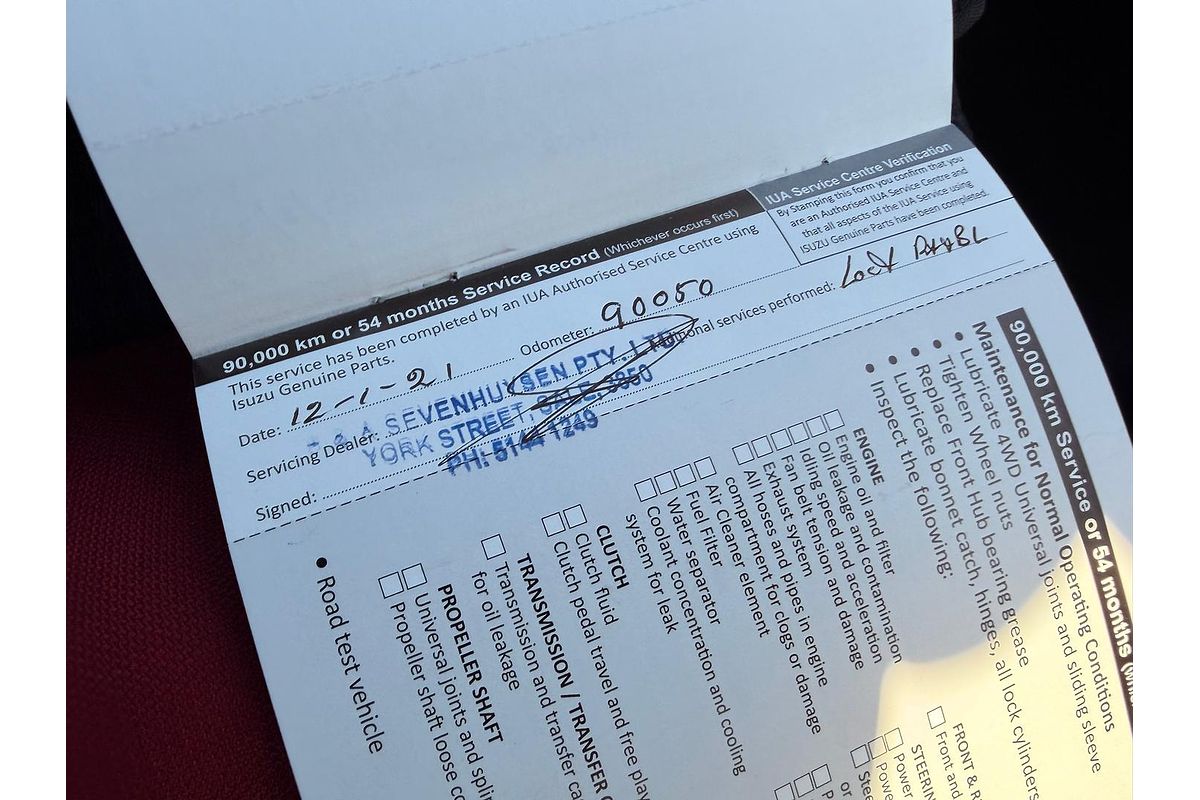 90,000 km or 54 months Service Record (Whichever occurs first)
This service has been completed by an IUA Authorised Service Centre using
Isuzu Genuine Parts.
Date: 12-1-21 Odometer: 90050
Servicing Dealer: A SEVENHUYSEN PTY. LTD
YORK STREET, SALE, 3850
PH: 5144 1249
Signed:
services performed:
IUA Service Centre Verification
By Stamping this form you confirm that you
are an Authorised IUA Service Centre and
that all aspects of the IUA Service using
ISUZU Genuine Parts have been completed.
90,000 km Service or 54 months
Maintenance for Normal Operating Conditions
• Lubricate 4WD Universal joints and sliding sleeve
• Tighten Wheel nuts
• Replace Front Hub bearing grease
• Lubricate bonnet catch, hinges, all lock cylinders
• Inspect the following:
ENGINE
Engine oil and filter
Oil leakage and contamination
Idling speed and acceleration
Fan belt tension and damage
Exhaust system
All hoses and pipes in engine
compartment for clogs or damage
Air Cleaner element
Fuel Filter
Water separator
Coolant concentration and cooling
system for leak
CLUTCH
Clutch fluid
Clutch pedal travel and free play
TRANSMISSION / TRANSFER
Transmission and transfer
for oil leakage
PROPELLER SHAFT
Universal joints and
Propeller shaft loose
• Road test vehicle
FRONT &
Front and
STEERIN
Power
Power